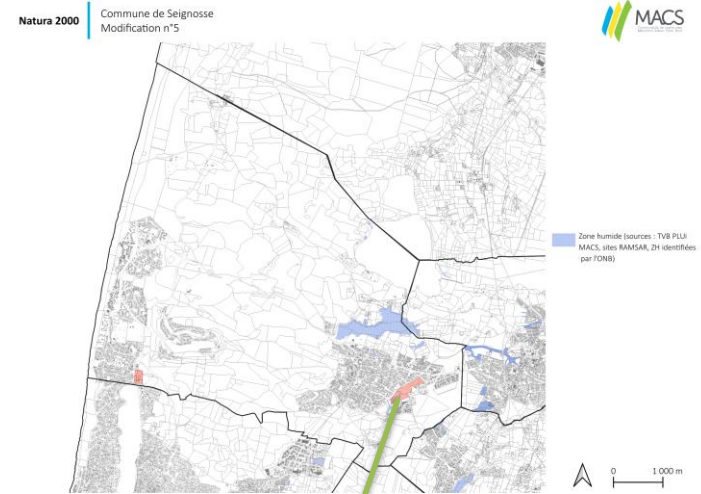 Natura 2000
Commune de Seignosse
Modification n°5
MACS
Zone humide (sources : TVB PLUi
MACS, sites RAMSAR, ZH identifiées
par l'ONB)
0
1 000 m